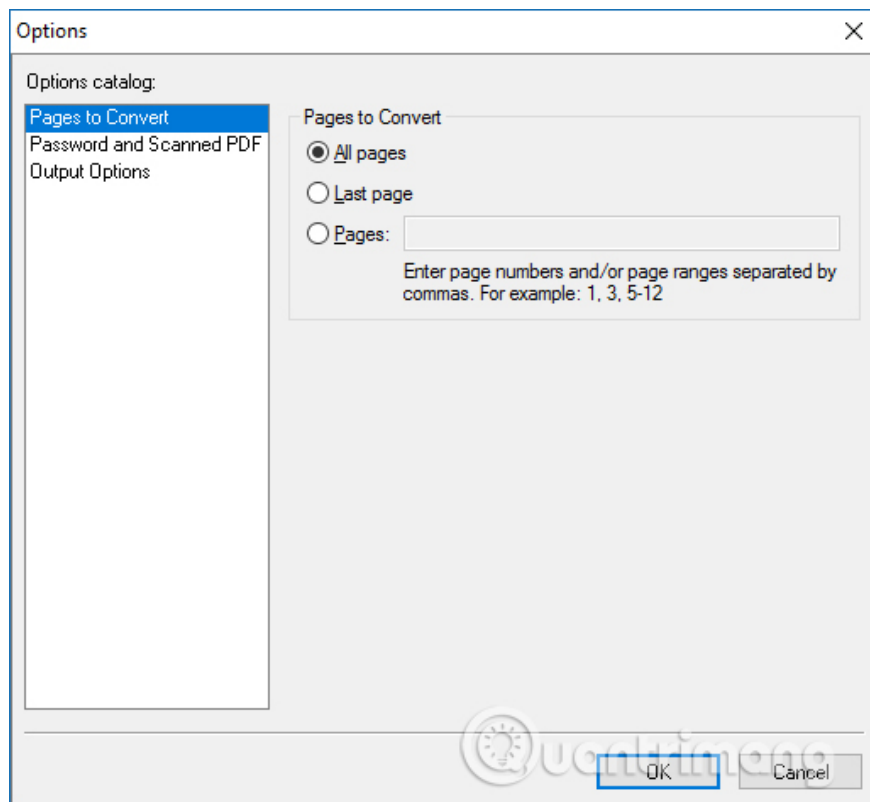 Options
Options catalog:
Pages to Convert
Password and Scanned PDF
Output Options
Pages to Convert
All pages
Last page
Pages:
Enter page numbers and/or page ranges separated by
commas. For example: 1, 3, 5-12
Quantrimang
OK
Cancel